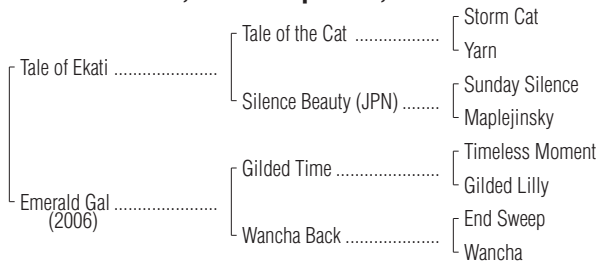 Storm Cat
Tale of the Cat ..................
Yarn
Tale of Ekati ......................
Sunday Silence
Silence Beauty (JPN) ........
Maplejinsky
Timeless Moment
Gilded Time ......................
Gilded Lilly
Emerald Gal ......................
(2006)
End Sweep
Wancha Back ....................
Wancha